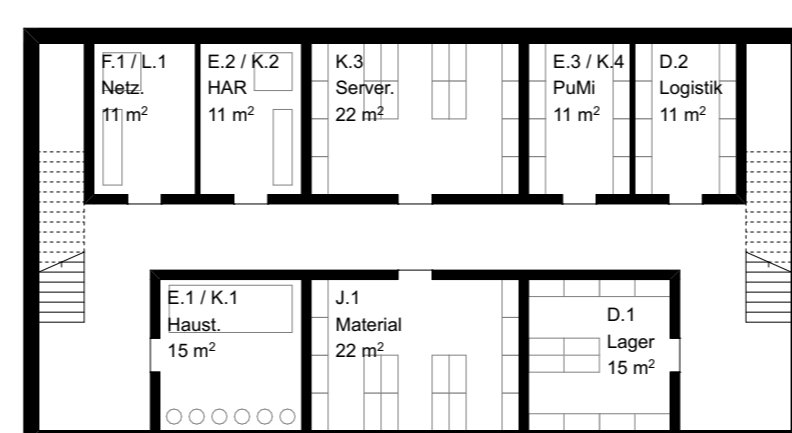 F.1 / L.1
Netz.
11 m²
E.2 / K.2
HAR
11 m²
K.3
Server.
22 m²
E.3 / K.4
PuMi
11 m²
D.2
Logistik
11 m²
E.1 / K.1
Haust.
15 m²
J.1
Material
22 m²
D.1
Lager
15 m²